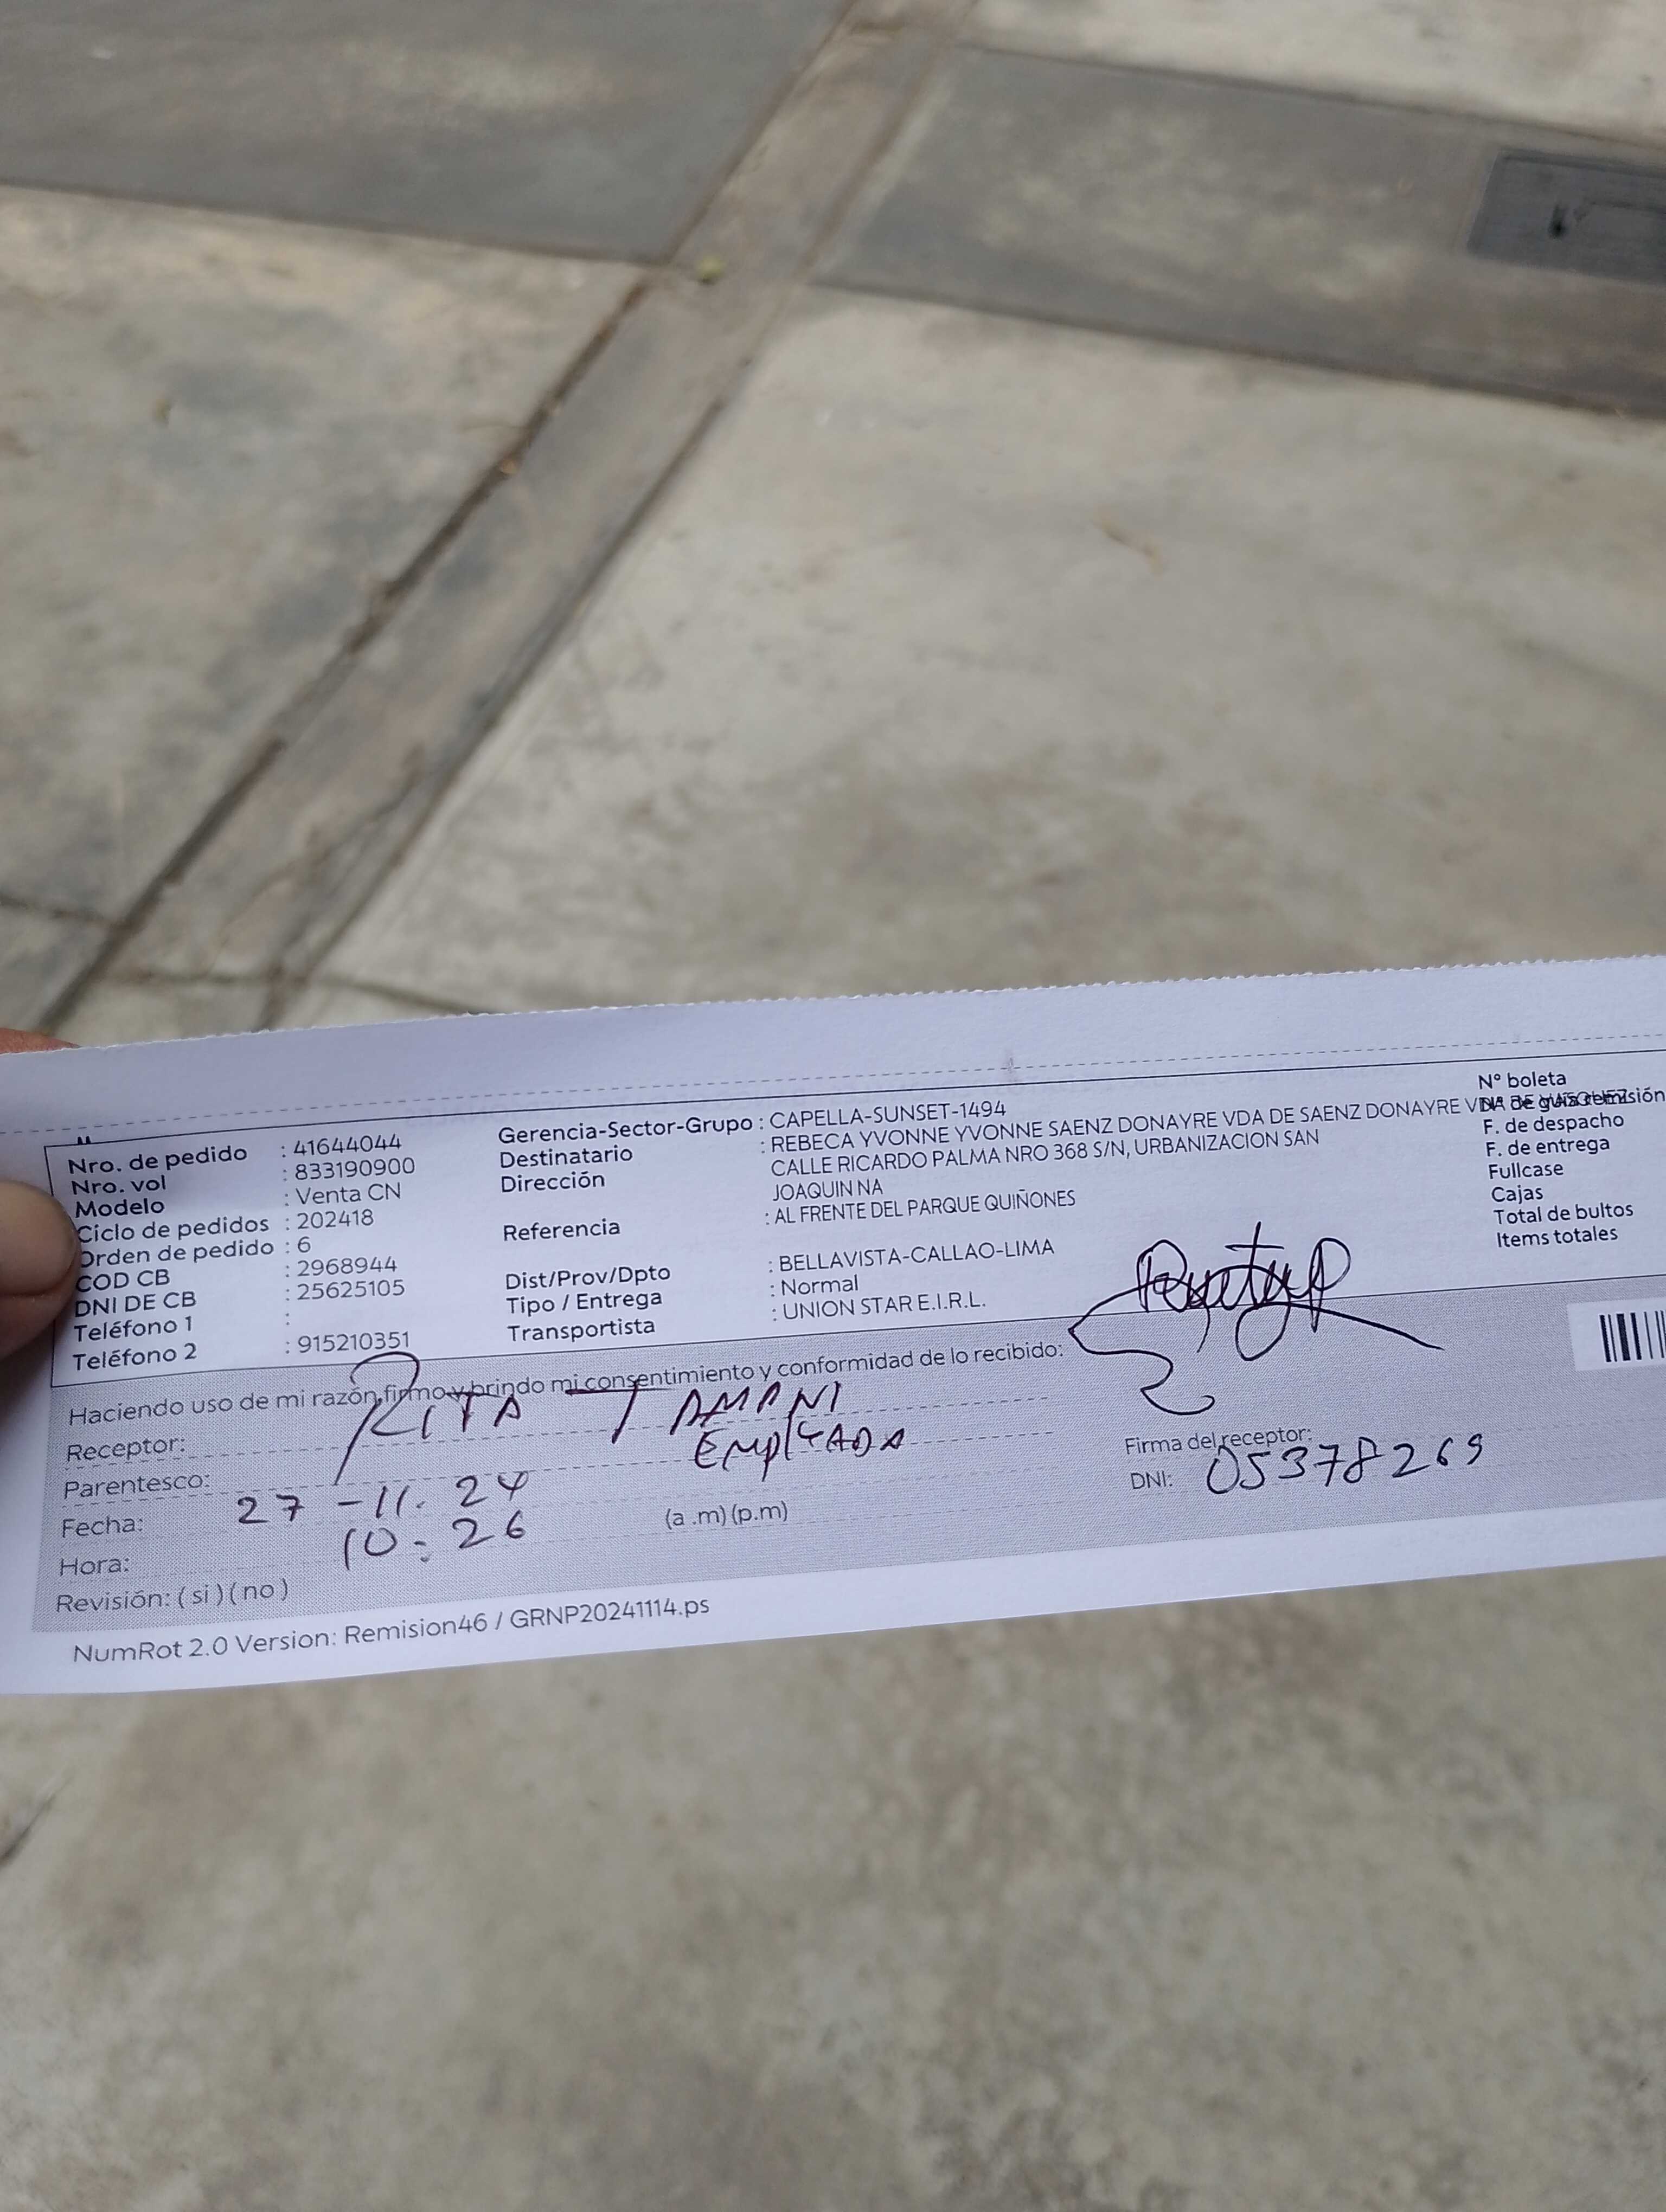 Nro. de pedido : 41644044
Nro. vol : 833190900
Modelo : Venta CN
Ciclo de pedidos : 202418
Orden de pedido : 6
COD CB : 2968944
DNI DE CB : 25625105
Teléfono 1 :
Teléfono 2 : 915210351
Gerencia-Sector-Grupo : CAPELLA-SUNSET-1494
Destinatario : REBECA YVONNE YVONNE SAENZ DONAYRE VDA DE SAENZ DONAYRE VDA DE VASQUEZ
Dirección CALLE RICARDO PALMA NRO 368 S/N, URBANIZACION SAN
JOAQUIN NA
Referencia : AL FRENTE DEL PARQUE QUIÑONES
Dist/Prov/Dpto : BELLAVISTA-CALLAO-LIMA
Tipo / Entrega : Normal
Transportista : UNION STAR E.I.R.L.
N° boleta
N° de guía remisión
F. de despacho
F. de entrega
Fullcase
Cajas
Total de bultos
Items totales
Haciendo uso de mi razón, firmo y brindo mi consentimiento y conformidad de lo recibido:
Receptor: RITA TAMANI
Parentesco: EMPLEADA
Fecha: 27-11.24
Hora: 10:26 (a .m) (p.m)
Revisión: ( si ) ( no )
Firma del receptor:
DNI: 05378269
NumRot 2.0 Version: Remision46 / GRNP20241114.ps